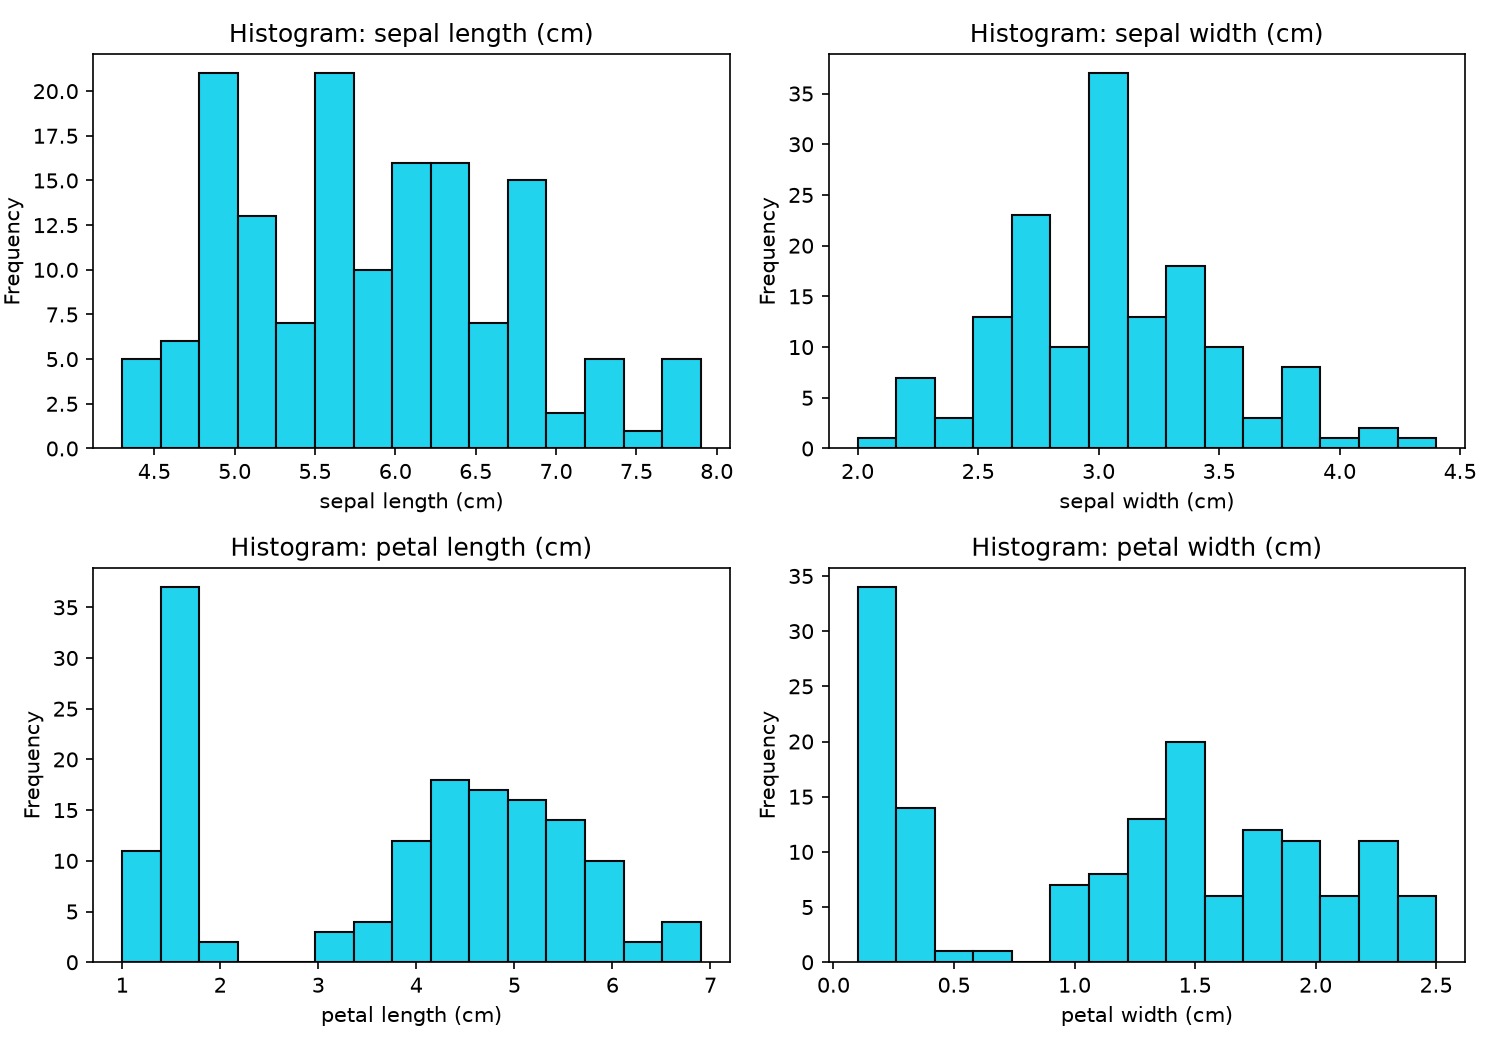 Histogram: sepal length (cm)
20.0
17.5
15.0
12.5
10.0
7.5
5.0
2.5
0.0
Frequency
4.5 5.0 5.5 6.0 6.5 7.0 7.5 8.0
sepal length (cm)
Histogram: sepal width (cm)
35
30
25
20
15
10
5
0
Frequency
2.0 2.5 3.0 3.5 4.0 4.5
sepal width (cm)
Histogram: petal length (cm)
35
30
25
20
15
10
5
0
Frequency
1 2 3 4 5 6 7
petal length (cm)
Histogram: petal width (cm)
35
30
25
20
15
10
5
0
Frequency
0.0 0.5 1.0 1.5 2.0 2.5
petal width (cm)